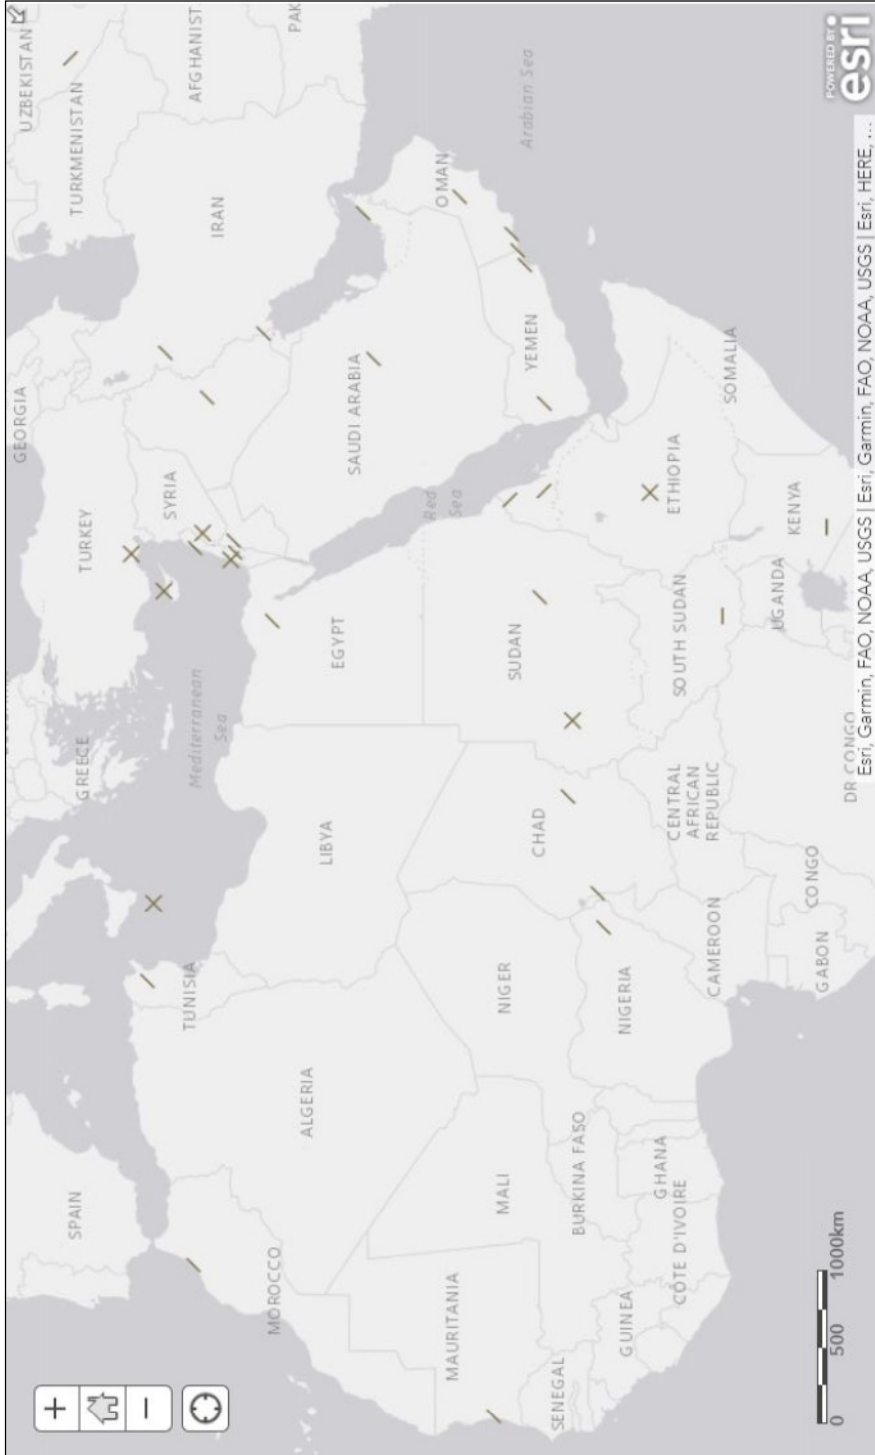 GEORGIA
UZBEKISTAN
TURKEY
TURKMENISTAN
SPAIN
GREECE
SYRIA
IRAN
AFGHANIST
TUNISIA
Mediterranean
Sea
PAK
MOROCCO
ALGERIA
LIBYA
EGYPT
SAUDI ARABIA
Red
Sea
OMAN
Arabian Sea
MAURITANIA
MALI
NIGER
CHAD
SUDAN
YEMEN
SENEGAL
BURKINA FASO
NIGERIA
GUINEA
GHANA
CÔTE D'IVOIRE
CENTRAL
AFRICAN
REPUBLIC
SOUTH SUDAN
ETHIOPIA
SOMALIA
CAMEROON
UGANDA
KENYA
GABON
CONGO
DR CONGO
0 500 1000km
POWERED BY
esri
Esri, Garmin, FAO, NOAA, USGS | Esri, Garmin, FAO, NOAA, USGS | Esri, HERE, ...